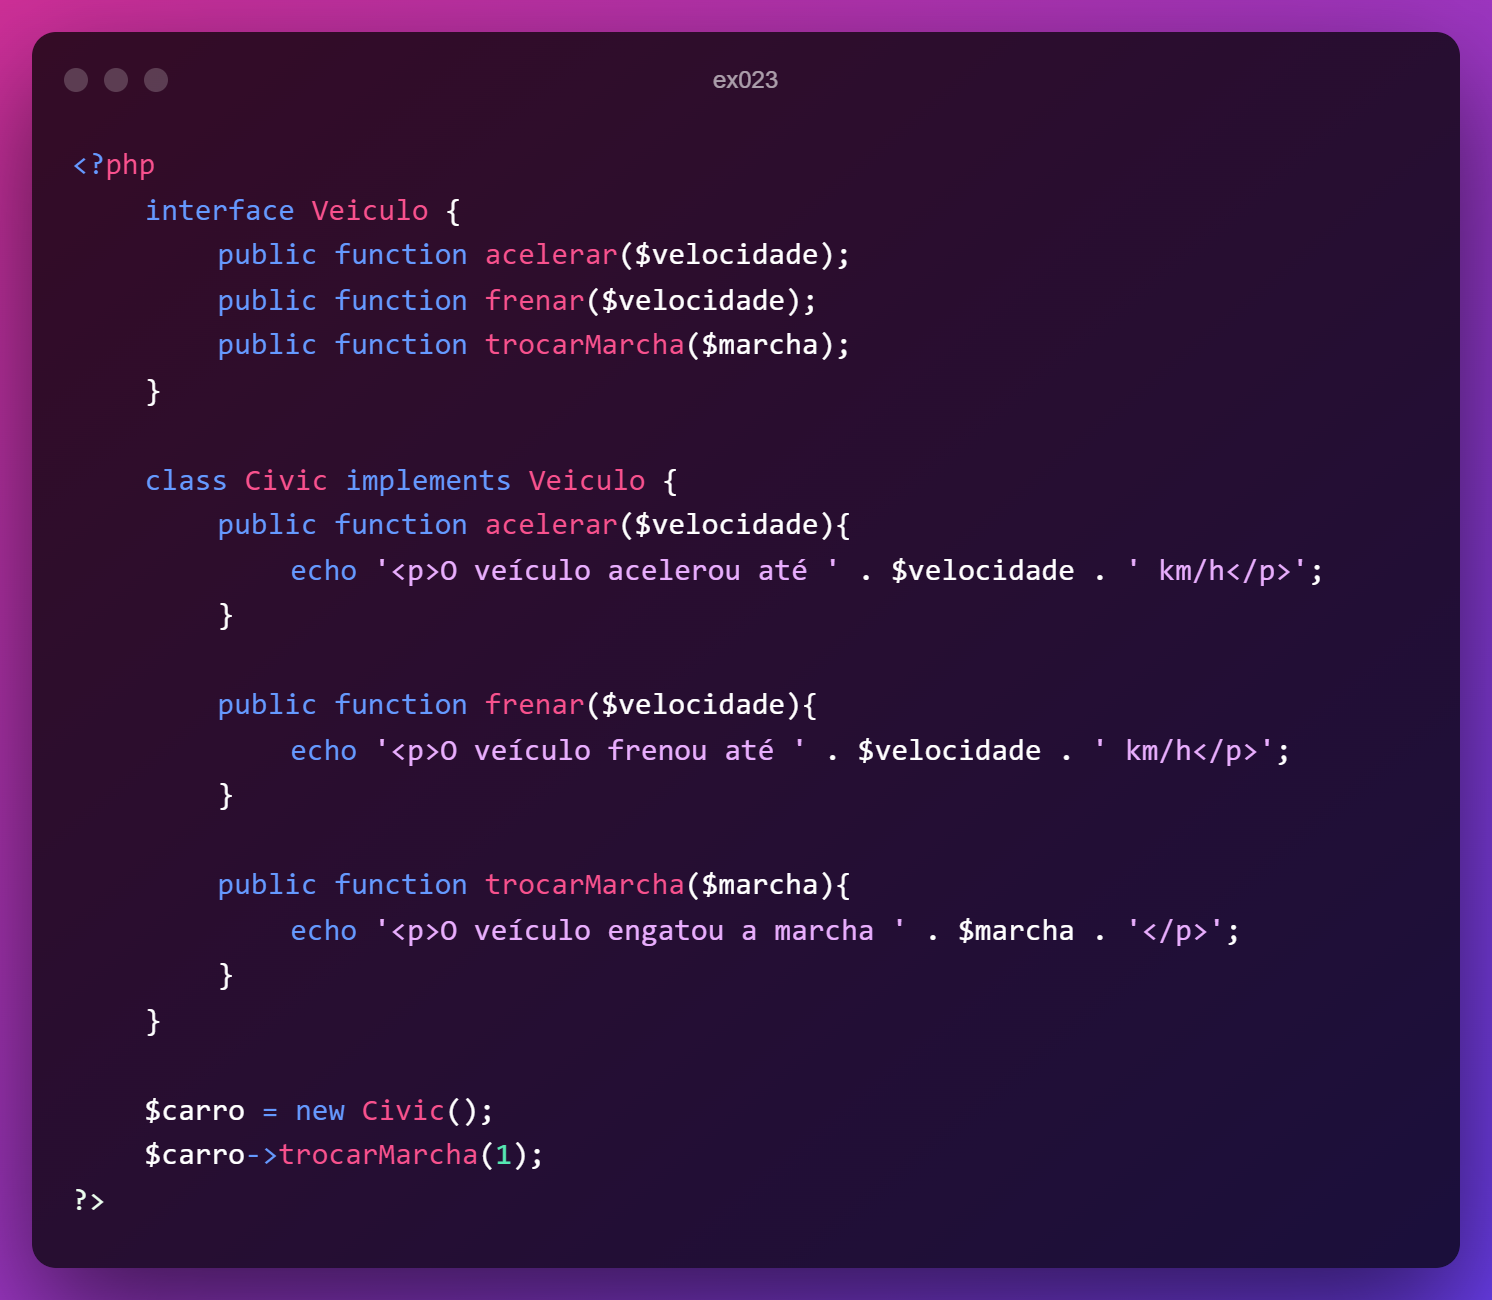 ex023
<?php
    interface Veiculo {
        public function acelerar($velocidade);
        public function frenar($velocidade);
        public function trocarMarcha($marcha);
    }

    class Civic implements Veiculo {
        public function acelerar($velocidade){
            echo '<p>O veículo acelerou até ' . $velocidade . ' km/h</p>';
        }

        public function frenar($velocidade){
            echo '<p>O veículo frenou até ' . $velocidade . ' km/h</p>';
        }

        public function trocarMarcha($marcha){
            echo '<p>O veículo engatou a marcha ' . $marcha . '</p>';
        }
    }

    $carro = new Civic();
    $carro->trocarMarcha(1);
?>